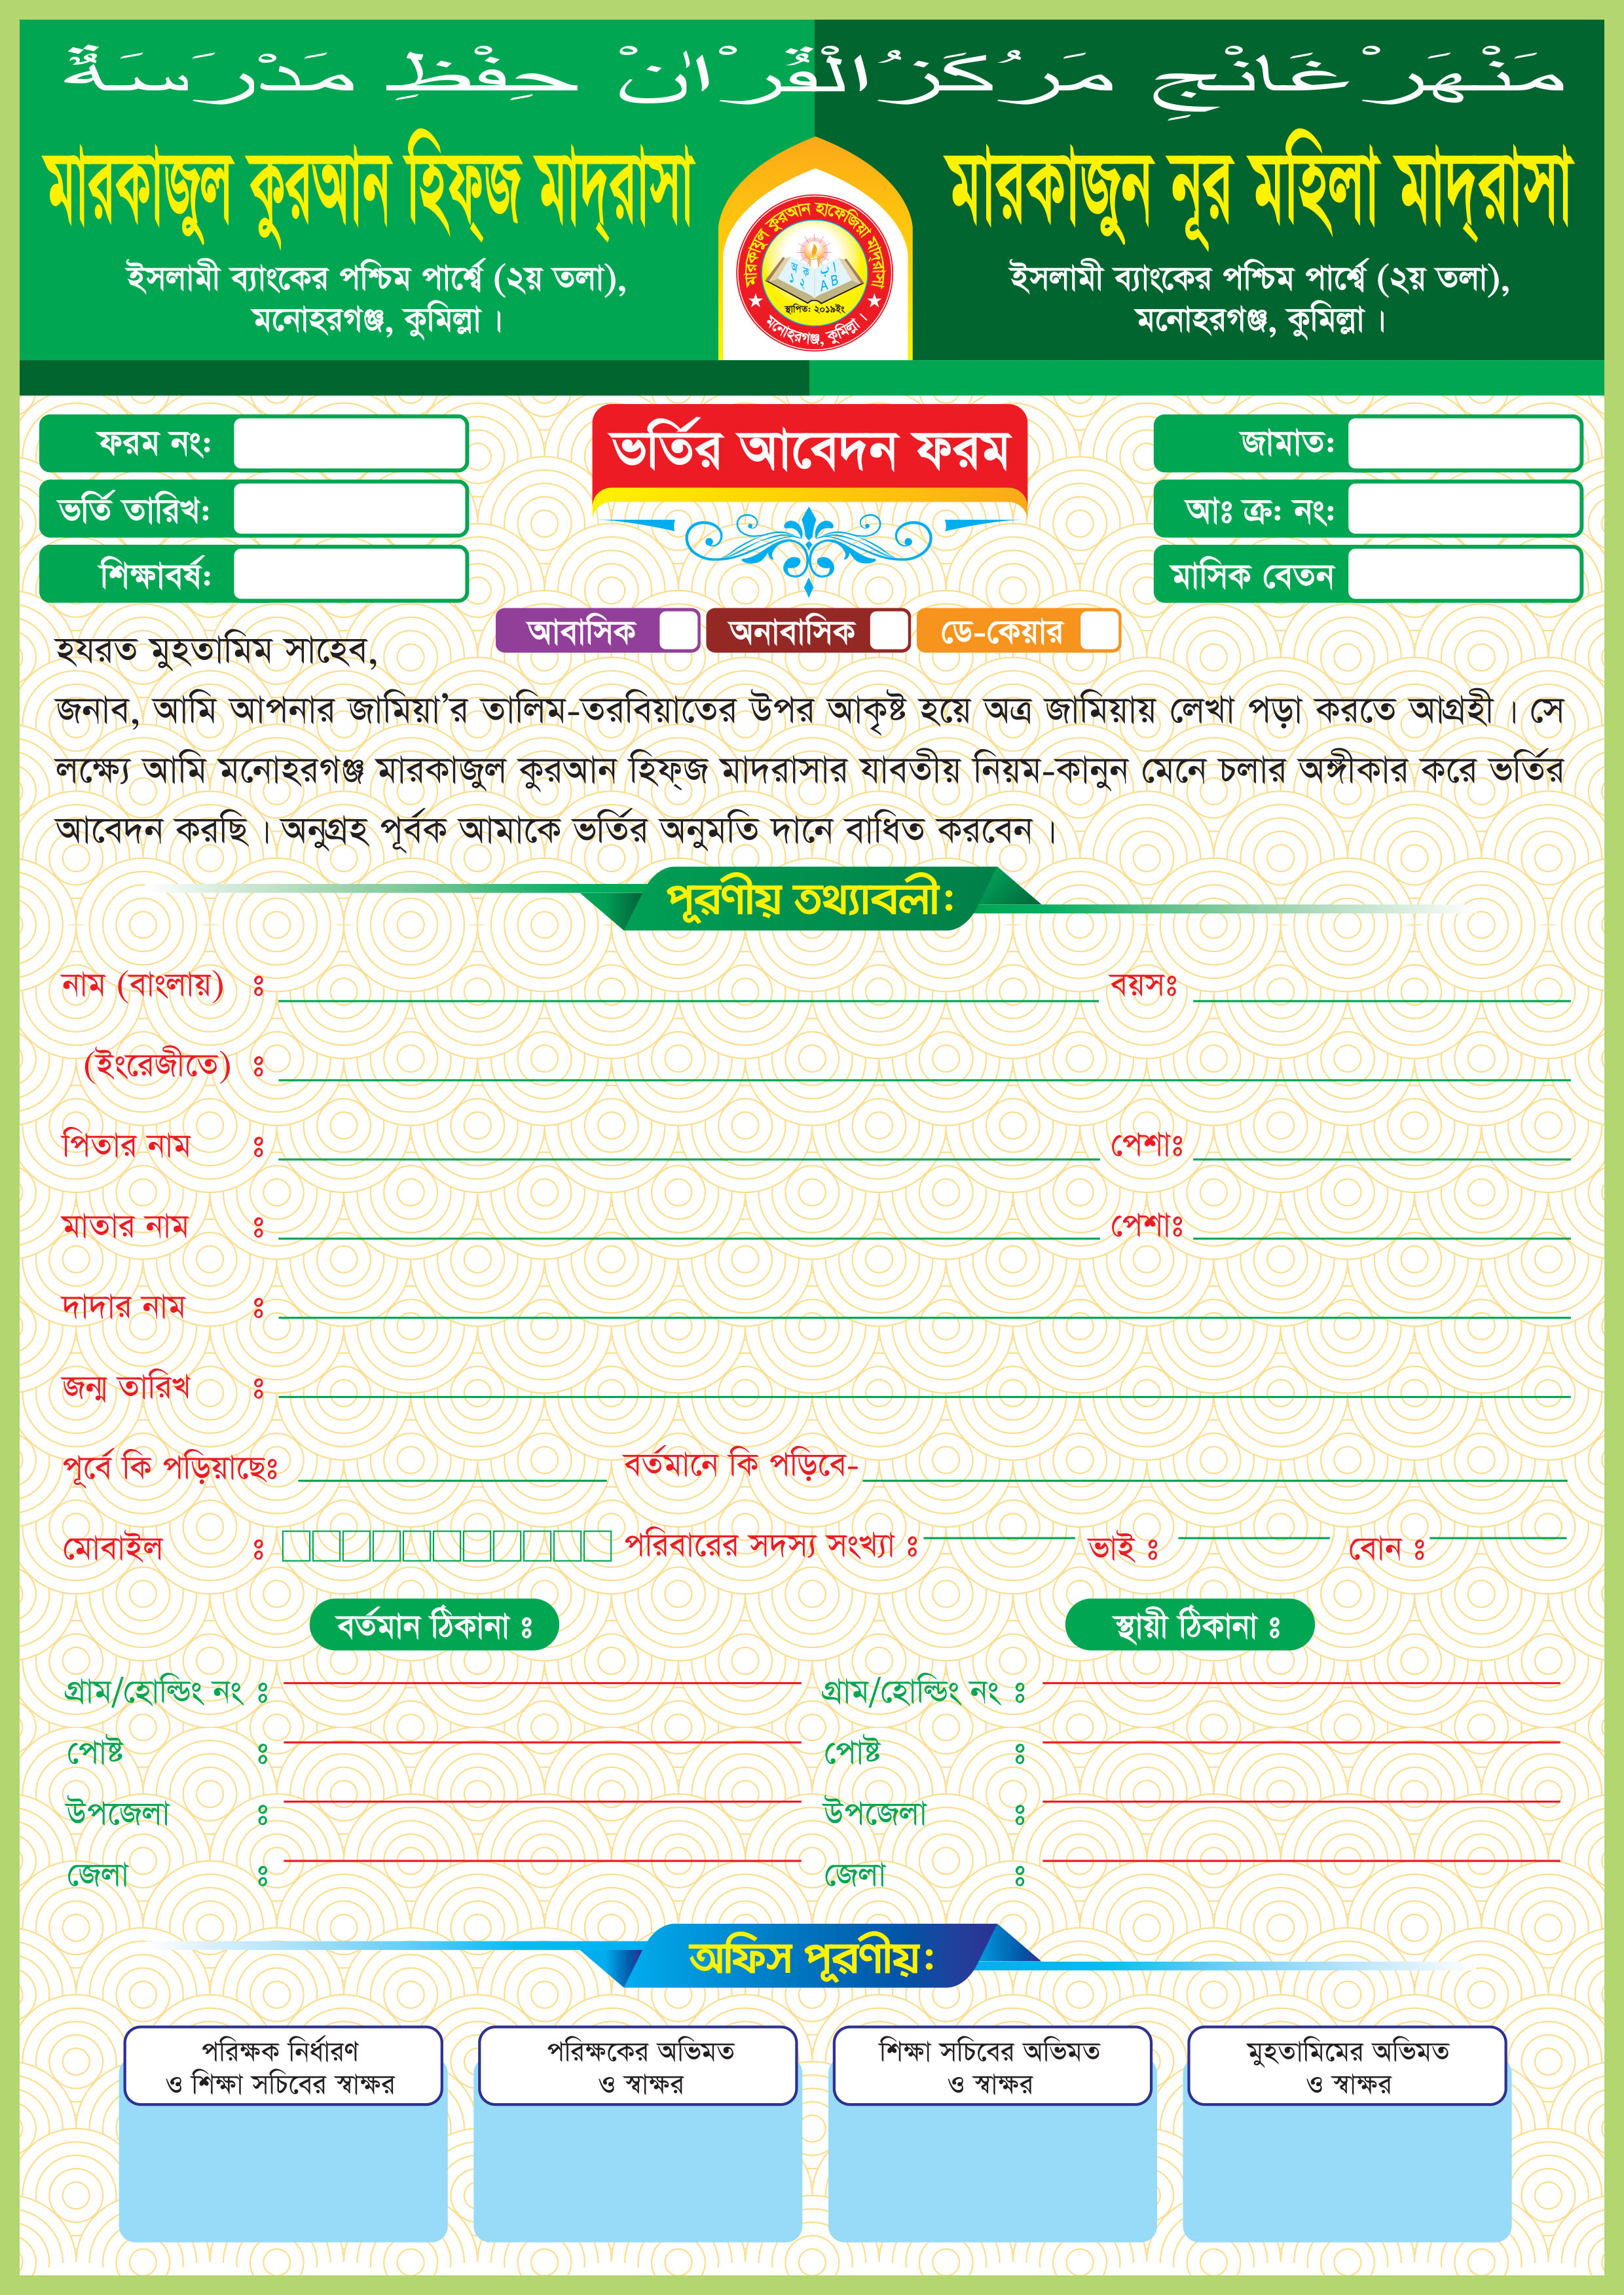 مَنْهَرْغَانْجِ مَرْكَزُالْقُرْاٰنْ حِفْظِ مَدْرَسَةٌ
মারকাজুল কুরআন হিফ্‌জ মাদ্‌রাসা
ইসলামী ব্যাংকের পশ্চিম পার্শ্বে (২য় তলা),
মনোহরগঞ্জ, কুমিল্লা।
মারকাযুল কুরআন হাফেজিয়া মাদ্‌রাসা
অ ক ب ا
১ ২ A B
স্থাপিত: ২০১৯ইং
মনোহরগঞ্জ, কুমিল্লা।
মারকাজুন নূর মহিলা মাদ্‌রাসা
ইসলামী ব্যাংকের পশ্চিম পার্শ্বে (২য় তলা),
মনোহরগঞ্জ, কুমিল্লা।
ফরম নং:
ভর্তি তারিখ:
শিক্ষাবর্ষ:
ভর্তির আবেদন ফরম
জামাত:
আঃ ক্র: নং:
মাসিক বেতন
আবাসিক অনাবাসিক ডে-কেয়ার
হযরত মুহতামিম সাহেব,
জনাব, আমি আপনার জামিয়া’র তালিম-তরবিয়াতের উপর আকৃষ্ট হয়ে অত্র জামিয়ায় লেখা পড়া করতে আগ্রহী। সে
লক্ষ্যে আমি মনোহরগঞ্জ মারকাজুল কুরআন হিফ্‌জ মাদরাসার যাবতীয় নিয়ম-কানুন মেনে চলার অঙ্গীকার করে ভর্তির
আবেদন করছি। অনুগ্রহ পূর্বক আমাকে ভর্তির অনুমতি দানে বাধিত করবেন।
পূরণীয় তথ্যাবলী:
নাম (বাংলায়) ঃ বয়সঃ
(ইংরেজীতে) ঃ
পিতার নাম ঃ পেশাঃ
মাতার নাম ঃ পেশাঃ
দাদার নাম ঃ
জন্ম তারিখ ঃ
পূর্বে কি পড়িয়াছেঃ বর্তমানে কি পড়িবে-
মোবাইল ঃ পরিবারের সদস্য সংখ্যা ঃ ভাই ঃ বোন ঃ
বর্তমান ঠিকানা ঃ স্থায়ী ঠিকানা ঃ
গ্রাম/হোল্ডিং নং ঃ গ্রাম/হোল্ডিং নং ঃ
পোষ্ট ঃ পোষ্ট ঃ
উপজেলা ঃ উপজেলা ঃ
জেলা ঃ জেলা ঃ
অফিস পূরণীয়:
পরিক্ষক নির্ধারণ
ও শিক্ষা সচিবের স্বাক্ষর
পরিক্ষকের অভিমত
ও স্বাক্ষর
শিক্ষা সচিবের অভিমত
ও স্বাক্ষর
মুহতামিমের অভিমত
ও স্বাক্ষর